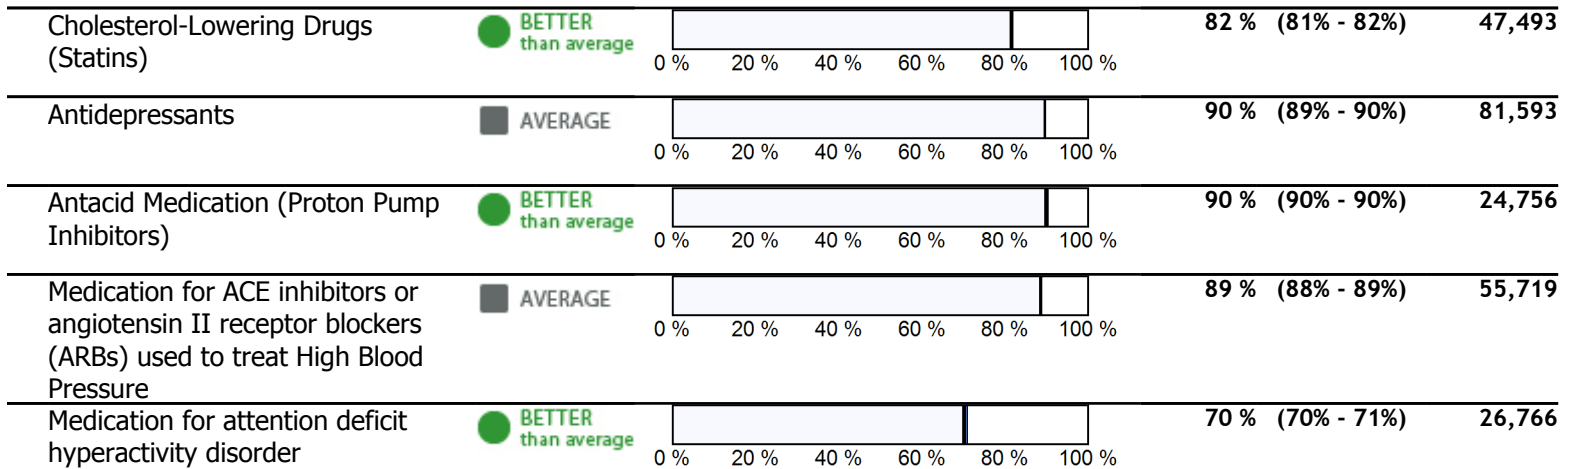 Cholesterol-Lowering Drugs
(Statins)
BETTER
than average
0 % 20 % 40 % 60 % 80 % 100 %
82 % (81% - 82%) 47,493
Antidepressants
AVERAGE
0 % 20 % 40 % 60 % 80 % 100 %
90 % (89% - 90%) 81,593
Antacid Medication (Proton Pump
Inhibitors)
BETTER
than average
0 % 20 % 40 % 60 % 80 % 100 %
90 % (90% - 90%) 24,756
Medication for ACE inhibitors or
angiotensin II receptor blockers
(ARBs) used to treat High Blood
Pressure
AVERAGE
0 % 20 % 40 % 60 % 80 % 100 %
89 % (88% - 89%) 55,719
Medication for attention deficit
hyperactivity disorder
BETTER
than average
0 % 20 % 40 % 60 % 80 % 100 %
70 % (70% - 71%) 26,766